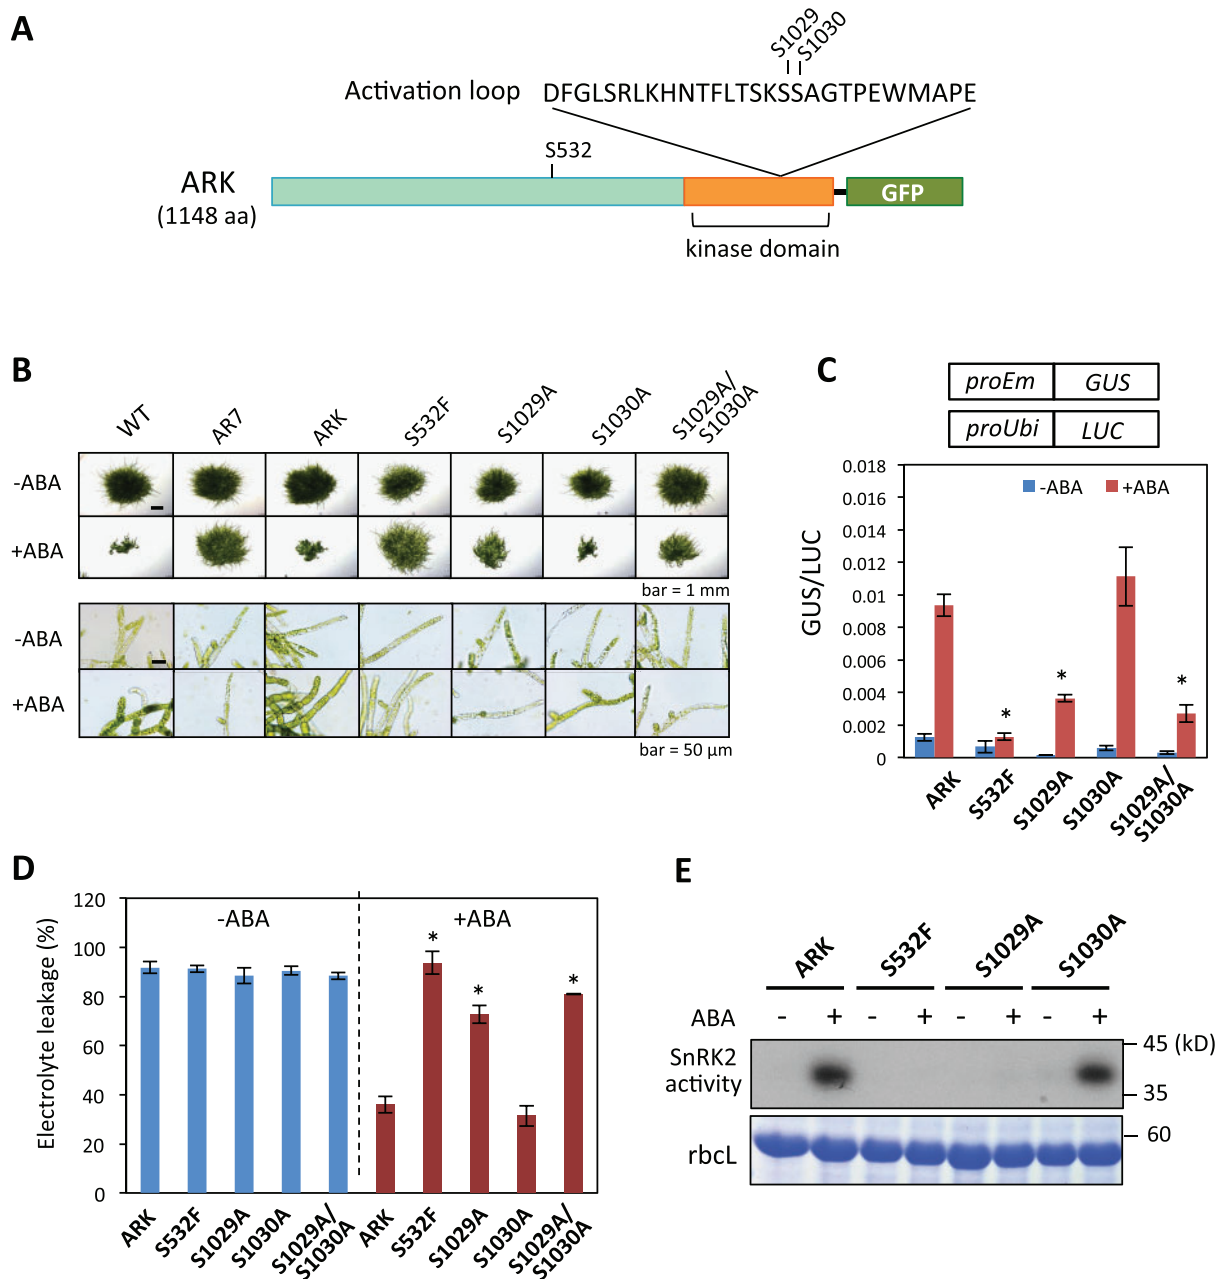 A
S1029
S1030
Activation loop DFGLSRLKHNTFLTSKSSAGTPEWMAPE
S532
ARK
(1148 aa)
GFP
kinase domain
B
WT AR7 ARK S532F S1029A S1030A S1029A/
S1030A
-ABA
+ABA
bar = 1 mm
-ABA
+ABA
bar = 50 µm
C
proEm GUS
proUbi LUC
GUS/LUC
-ABA +ABA
0.018
0.016
0.014
0.012
0.01
0.008
0.006
0.004
0.002
0
* * *
ARK S532F S1029A S1030A S1029A/
S1030A
D
Electrolyte leakage (%)
-ABA +ABA
120
100
80
60
40
20
0
* * *
ARK S532F S1029A S1030A S1029A/
S1030A
ARK S532F S1029A S1030A S1029A/
S1030A
E
ARK S532F S1029A S1030A
ABA - + - + - + - +
SnRK2
activity
45 (kD)
35
60
rbcL